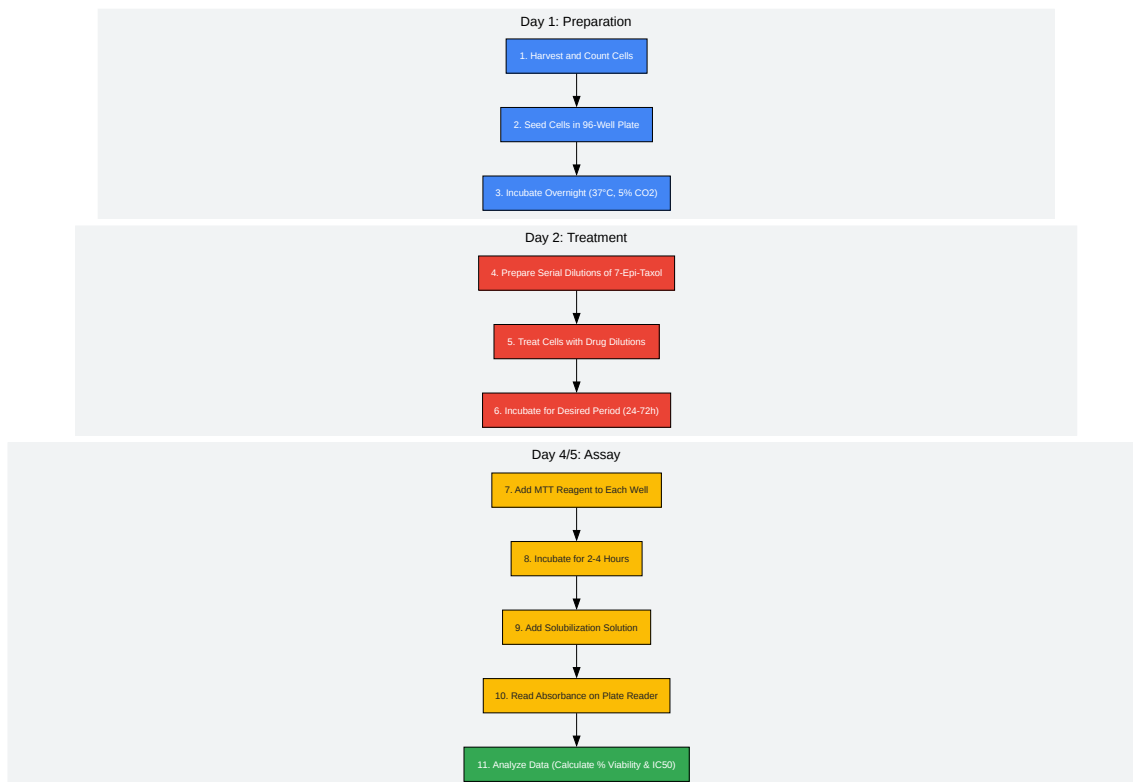 Day 1: Preparation
1. Harvest and Count Cells
2. Seed Cells in 96-Well Plate
3. Incubate Overnight (37°C, 5% CO2)
Day 2: Treatment
4. Prepare Serial Dilutions of 7-Epi-Taxol
5. Treat Cells with Drug Dilutions
6. Incubate for Desired Period (24-72h)
Day 4/5: Assay
7. Add MTT Reagent to Each Well
8. Incubate for 2-4 Hours
9. Add Solubilization Solution
10. Read Absorbance on Plate Reader
11. Analyze Data (Calculate % Viability & IC50)